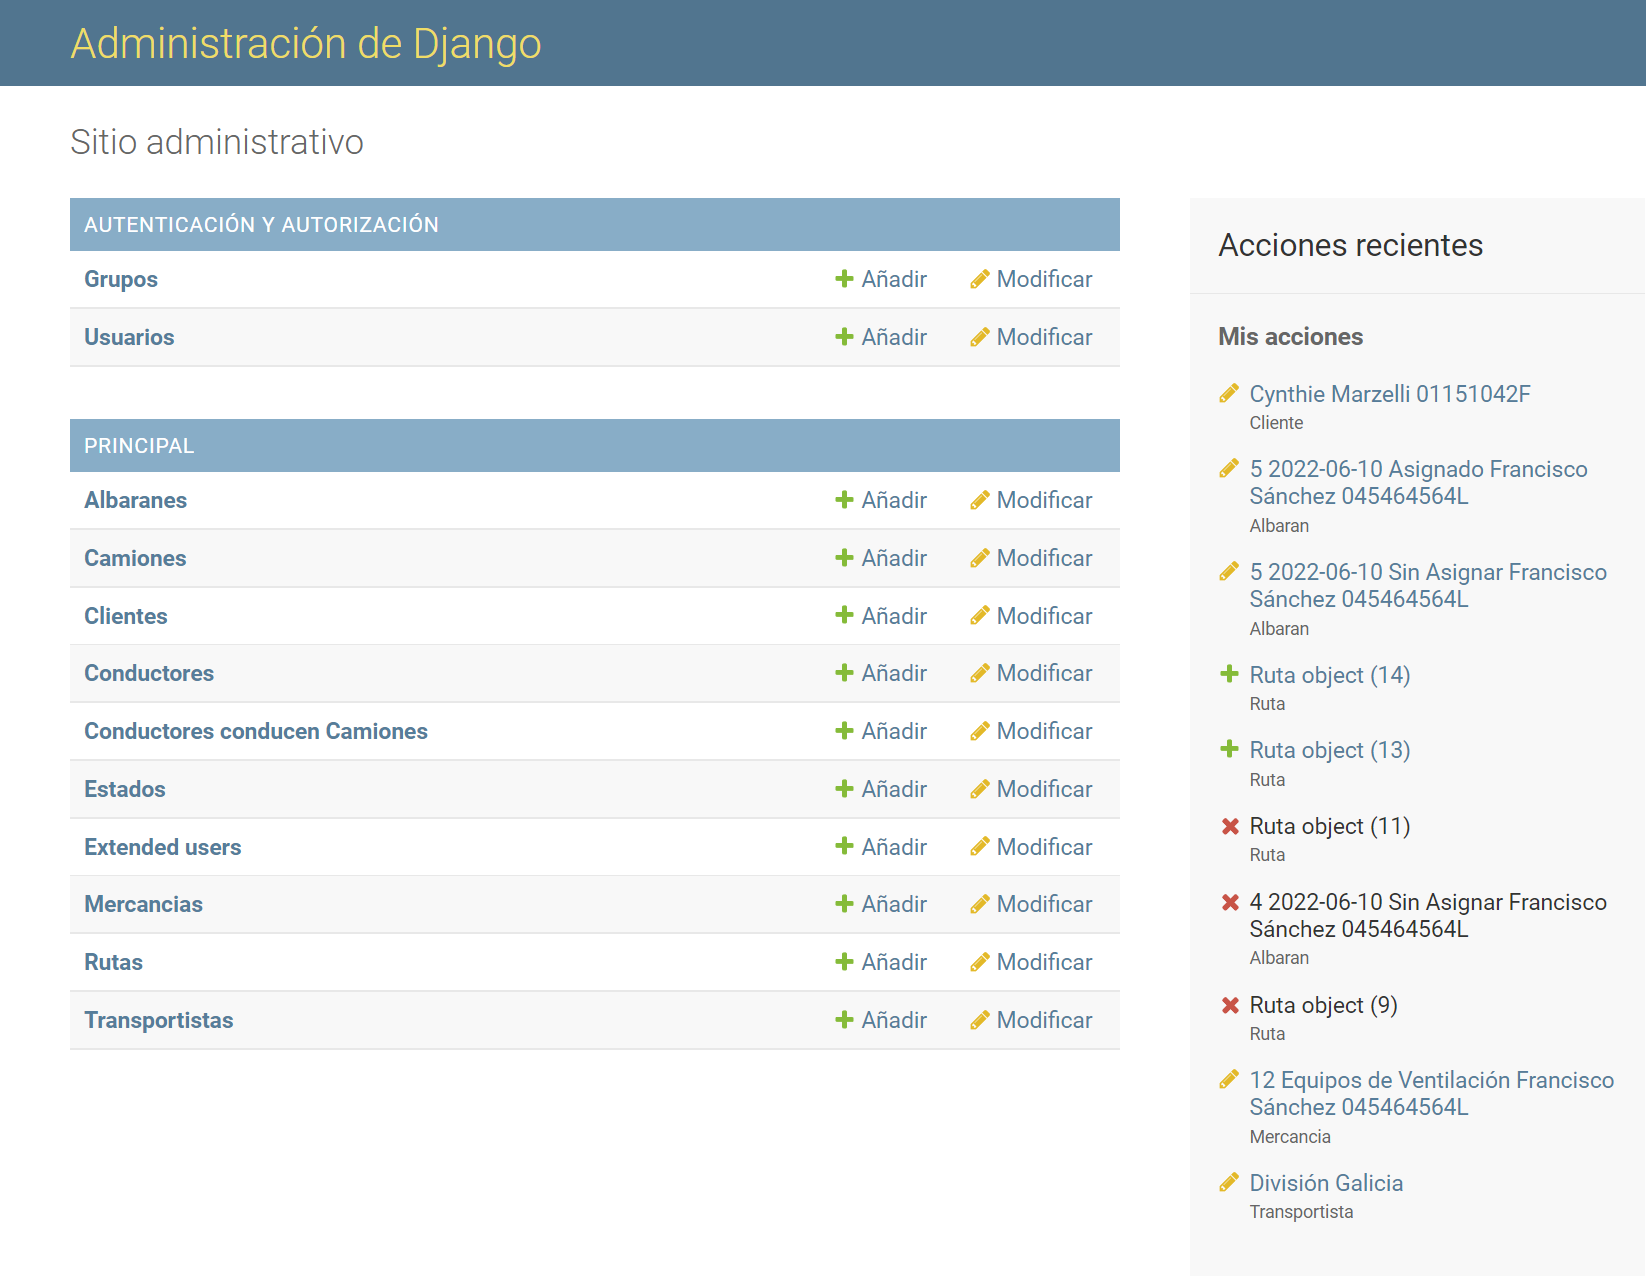 Administración de Django
Sitio administrativo
AUTENTICACIÓN Y AUTORIZACIÓN
Grupos Añadir Modificar
Usuarios Añadir Modificar
PRINCIPAL
Albaranes Añadir Modificar
Camiones Añadir Modificar
Clientes Añadir Modificar
Conductores Añadir Modificar
Conductores conducen Camiones Añadir Modificar
Estados Añadir Modificar
Extended users Añadir Modificar
Mercancias Añadir Modificar
Rutas Añadir Modificar
Transportistas Añadir Modificar
Acciones recientes
Mis acciones
Cynthie Marzelli 01151042F
Cliente
5 2022-06-10 Asignado Francisco
Sánchez 045464564L
Albaran
5 2022-06-10 Sin Asignar Francisco
Sánchez 045464564L
Albaran
Ruta object (14)
Ruta
Ruta object (13)
Ruta
Ruta object (11)
Ruta
4 2022-06-10 Sin Asignar Francisco
Sánchez 045464564L
Albaran
Ruta object (9)
Ruta
12 Equipos de Ventilación Francisco
Sánchez 045464564L
Mercancia
División Galicia
Transportista